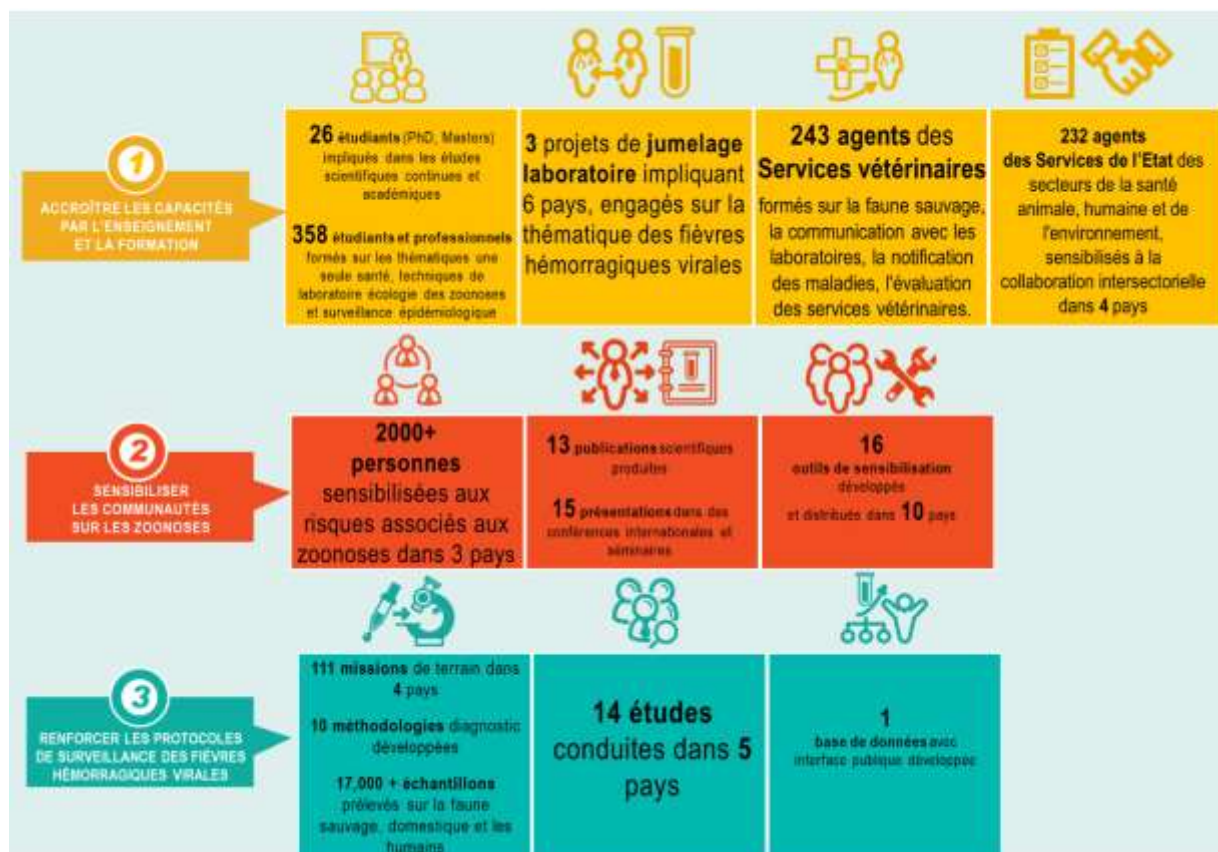 1
ACCROÎTRE LES CAPACITÉS
PAR L'ENSEIGNEMENT
ET LA FORMATION
26 étudiants (PhD, Masters)
impliqués dans les études
scientifiques continues et
académiques
358 étudiants et professionnels
formés sur les thématiques une
seule santé, techniques de
laboratoire écologie des zoonoses
et surveillance épidémiologique
3 projets de jumelage
laboratoire impliquant
6 pays, engagés sur la
thématique des fièvres
hémorragiques virales
243 agents des
Services vétérinaires
formés sur la faune sauvage,
la communication avec les
laboratoires, la notification
des maladies, l'évaluation
des services vétérinaires.
232 agents
des Services de l'Etat des
secteurs de la santé
animale, humaine et de
l'environnement,
sensibilisés à la
collaboration intersectorielle
dans 4 pays
2
SENSIBILISER
LES COMMUNAUTÉS
SUR LES ZOONOSES
2000+
personnes
sensibilisées aux
risques associés aux
zoonoses dans 3 pays
13 publications scientifiques
produites
15 présentations dans des
conférences internationales et
séminaires
16
outils de sensibilisation
développés
et distribués dans 10 pays
3
RENFORCER LES PROTOCOLES
DE SURVEILLANCE DES FIÈVRES
HÉMORRAGIQUES VIRALES
111 missions de terrain dans
4 pays
10 méthodologies diagnostic
développées
17,000 + échantillons
prélevés sur la faune
sauvage, domestique et les
humains
14 études
conduites dans 5
pays
1
base de données avec
interface publique développée